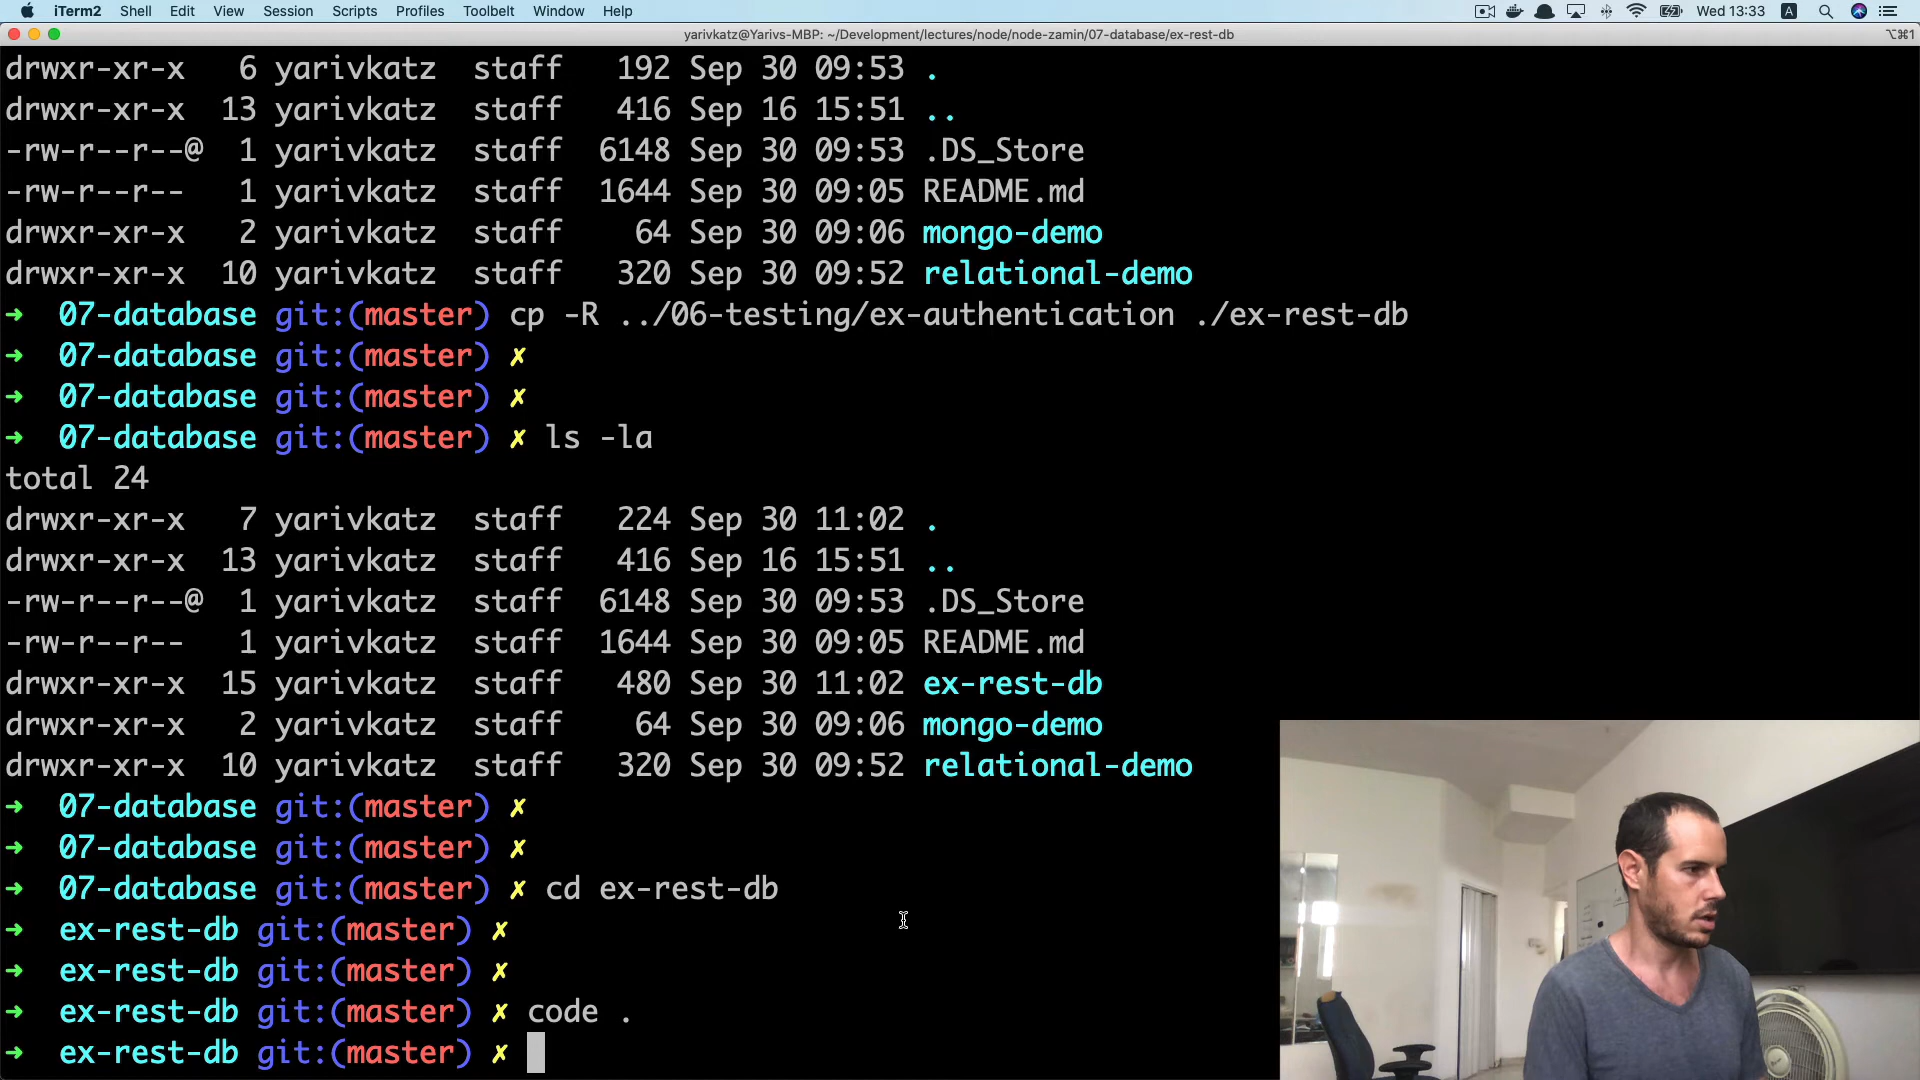 iTerm2 Shell Edit View Session Scripts Profiles Toolbelt Window Help Wed 13:33 A
yarivkatz@Yarivs-MBP: ~/Development/lectures/node/node-zamin/07-database/ex-rest-db ⌥⌘1
drwxr-xr-x 6 yarivkatz staff 192 Sep 30 09:53 .
drwxr-xr-x 13 yarivkatz staff 416 Sep 16 15:51 ..
-rw-r--r--@ 1 yarivkatz staff 6148 Sep 30 09:53 .DS_Store
-rw-r--r-- 1 yarivkatz staff 1644 Sep 30 09:05 README.md
drwxr-xr-x 2 yarivkatz staff 64 Sep 30 09:06 mongo-demo
drwxr-xr-x 10 yarivkatz staff 320 Sep 30 09:52 relational-demo
➜ 07-database git:(master) cp -R ../06-testing/ex-authentication ./ex-rest-db
➜ 07-database git:(master) ✗
➜ 07-database git:(master) ✗
➜ 07-database git:(master) ✗ ls -la
total 24
drwxr-xr-x 7 yarivkatz staff 224 Sep 30 11:02 .
drwxr-xr-x 13 yarivkatz staff 416 Sep 16 15:51 ..
-rw-r--r--@ 1 yarivkatz staff 6148 Sep 30 09:53 .DS_Store
-rw-r--r-- 1 yarivkatz staff 1644 Sep 30 09:05 README.md
drwxr-xr-x 15 yarivkatz staff 480 Sep 30 11:02 ex-rest-db
drwxr-xr-x 2 yarivkatz staff 64 Sep 30 09:06 mongo-demo
drwxr-xr-x 10 yarivkatz staff 320 Sep 30 09:52 relational-demo
➜ 07-database git:(master) ✗
➜ 07-database git:(master) ✗
➜ 07-database git:(master) ✗ cd ex-rest-db
➜ ex-rest-db git:(master) ✗
➜ ex-rest-db git:(master) ✗
➜ ex-rest-db git:(master) ✗ code .
➜ ex-rest-db git:(master) ✗